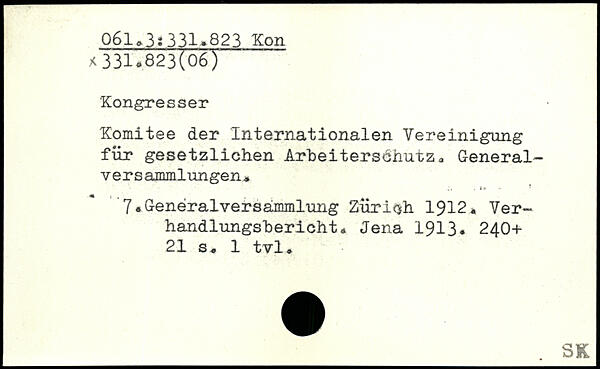 061.3:331.823 Kon
x 331.823(06)
Kongresser
Komitee der Internationalen Vereinigung
für gesetzlichen Arbeiterschutz. General-
versammlungen.
7.Generalversammlung Zürich 1912. Ver-
handlungsbericht. Jena 1913. 240+
21 s. 1 tvl.
SK